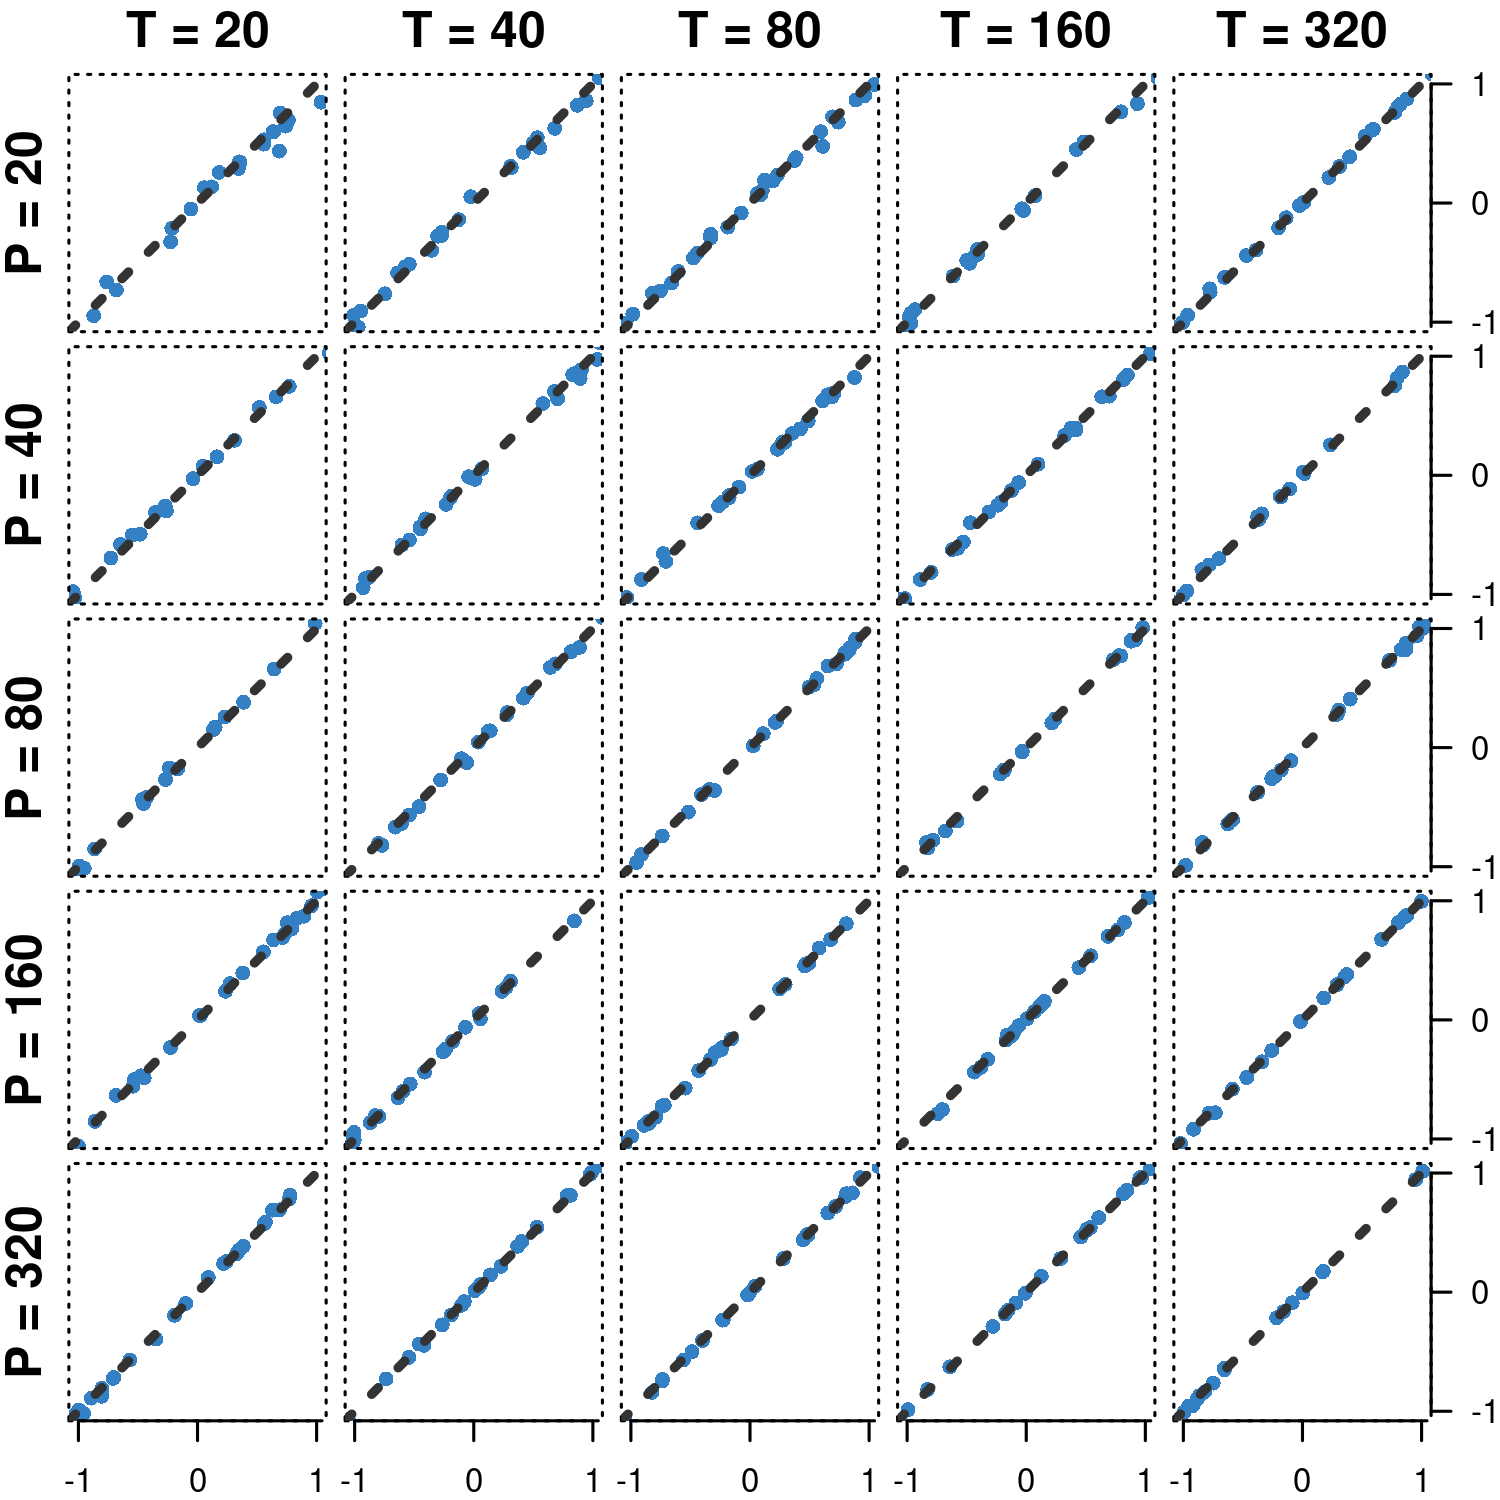 T = 20 T = 40 T = 80 T = 160 T = 320
P = 20 1 0 -1
P = 40 1 0 -1
P = 80 1 0 -1
P = 160 1 0 -1
P = 320 1 0 -1
-1 0 1 -1 0 1 -1 0 1 -1 0 1 -1 0 1